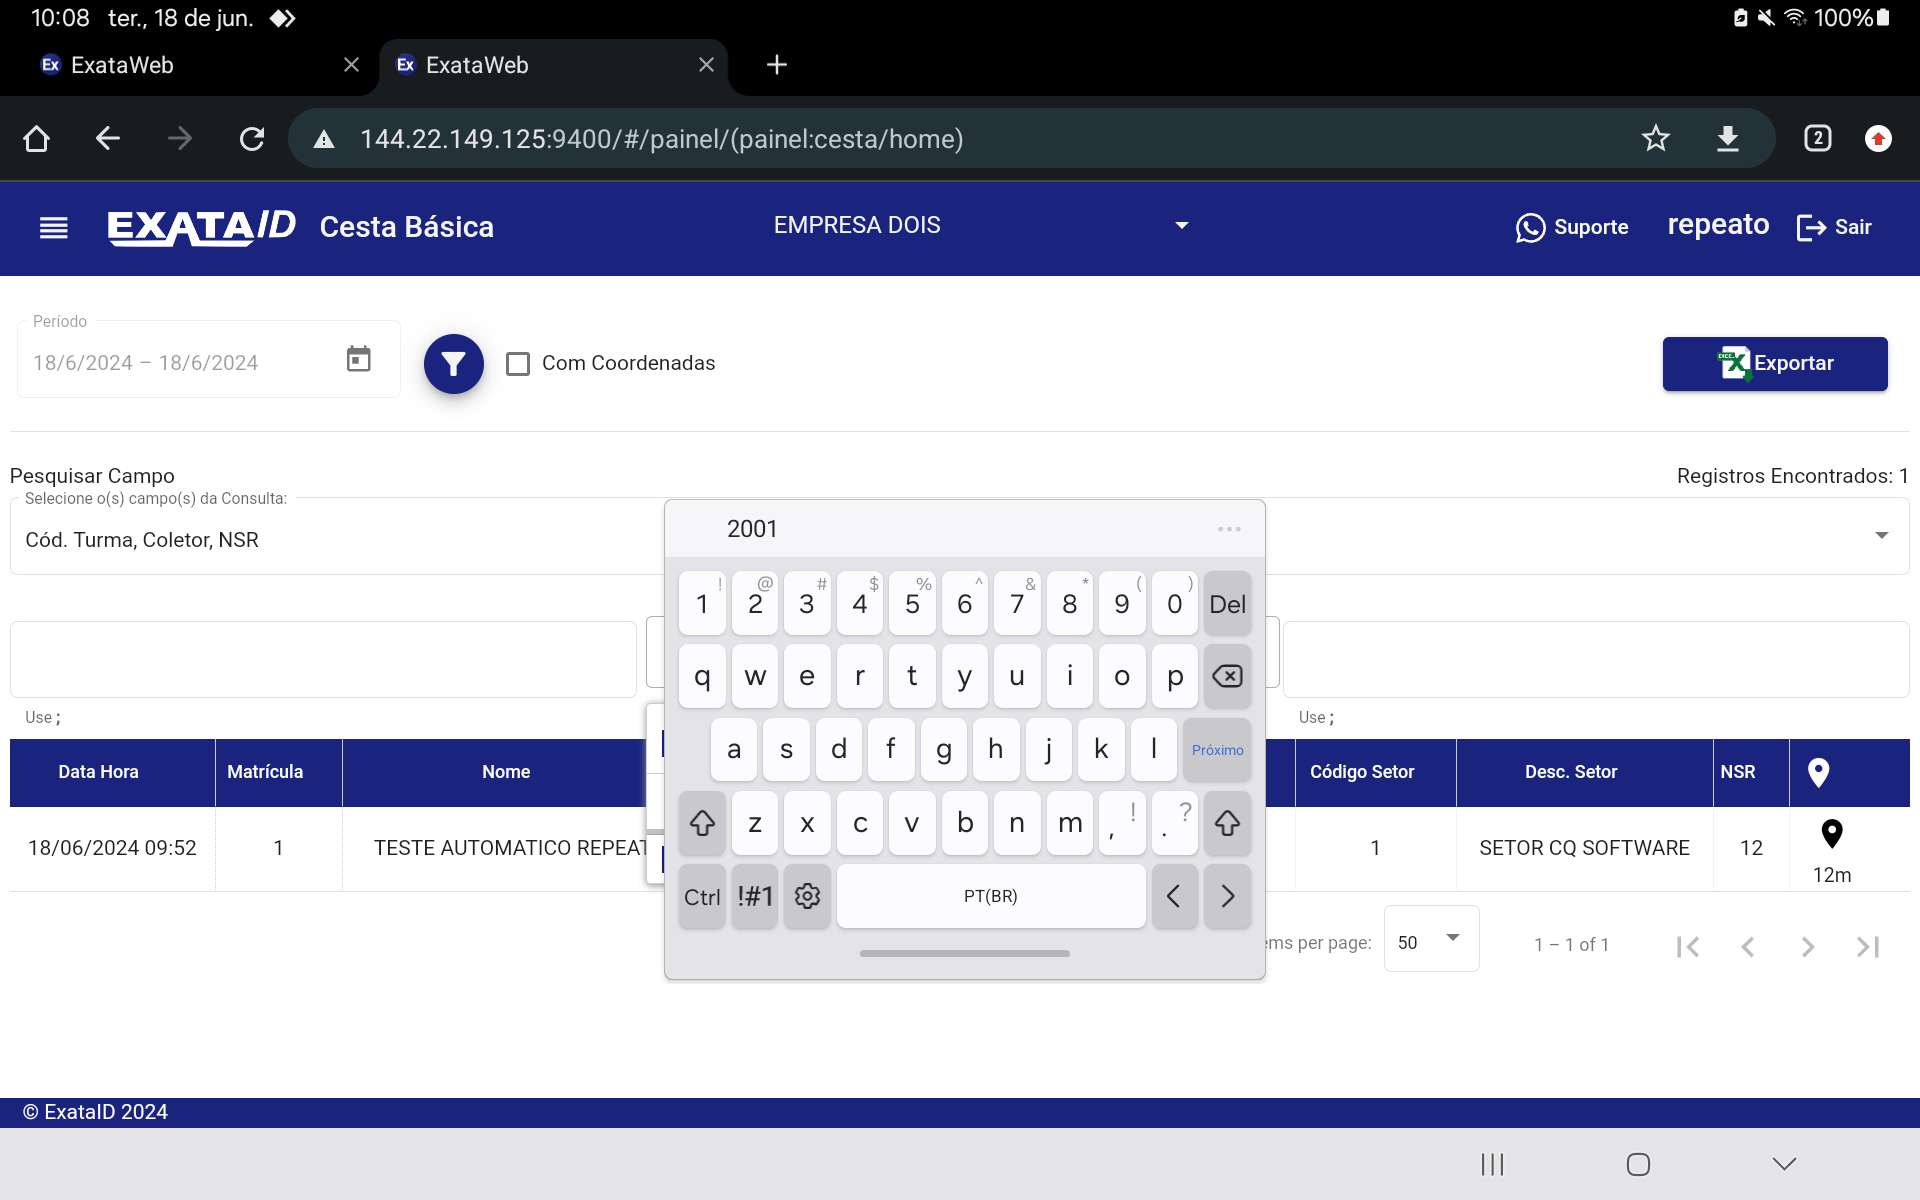 10:08 ter., 18 de jun. 100%
Ex ExataWeb Ex ExataWeb
144.22.149.125:9400/#/painel/(painel:cesta/home) 2
EXATAID Cesta Básica EMPRESA DOIS Suporte repeato Sair
Período
18/6/2024 – 18/6/2024 Com Coordenadas Exportar
Pesquisar Campo Registros Encontrados: 1
Selecione o(s) campo(s) da Consulta:
Cód. Turma, Coletor, NSR
2001
! @ # $ % ^ & * ( )
1 2 3 4 5 6 7 8 9 0 Del
q w e r t y u i o p
a s d f g h j k l Próximo
z x c v b n m , ! . ?
Ctrl !#1 PT(BR)
Use ; Use ;
Data Hora Matrícula Nome Código Setor Desc. Setor NSR
18/06/2024 09:52 1 TESTE AUTOMATICO REPEAT 1 SETOR CQ SOFTWARE 12
12m
ems per page: 50 1 – 1 of 1
© ExataID 2024